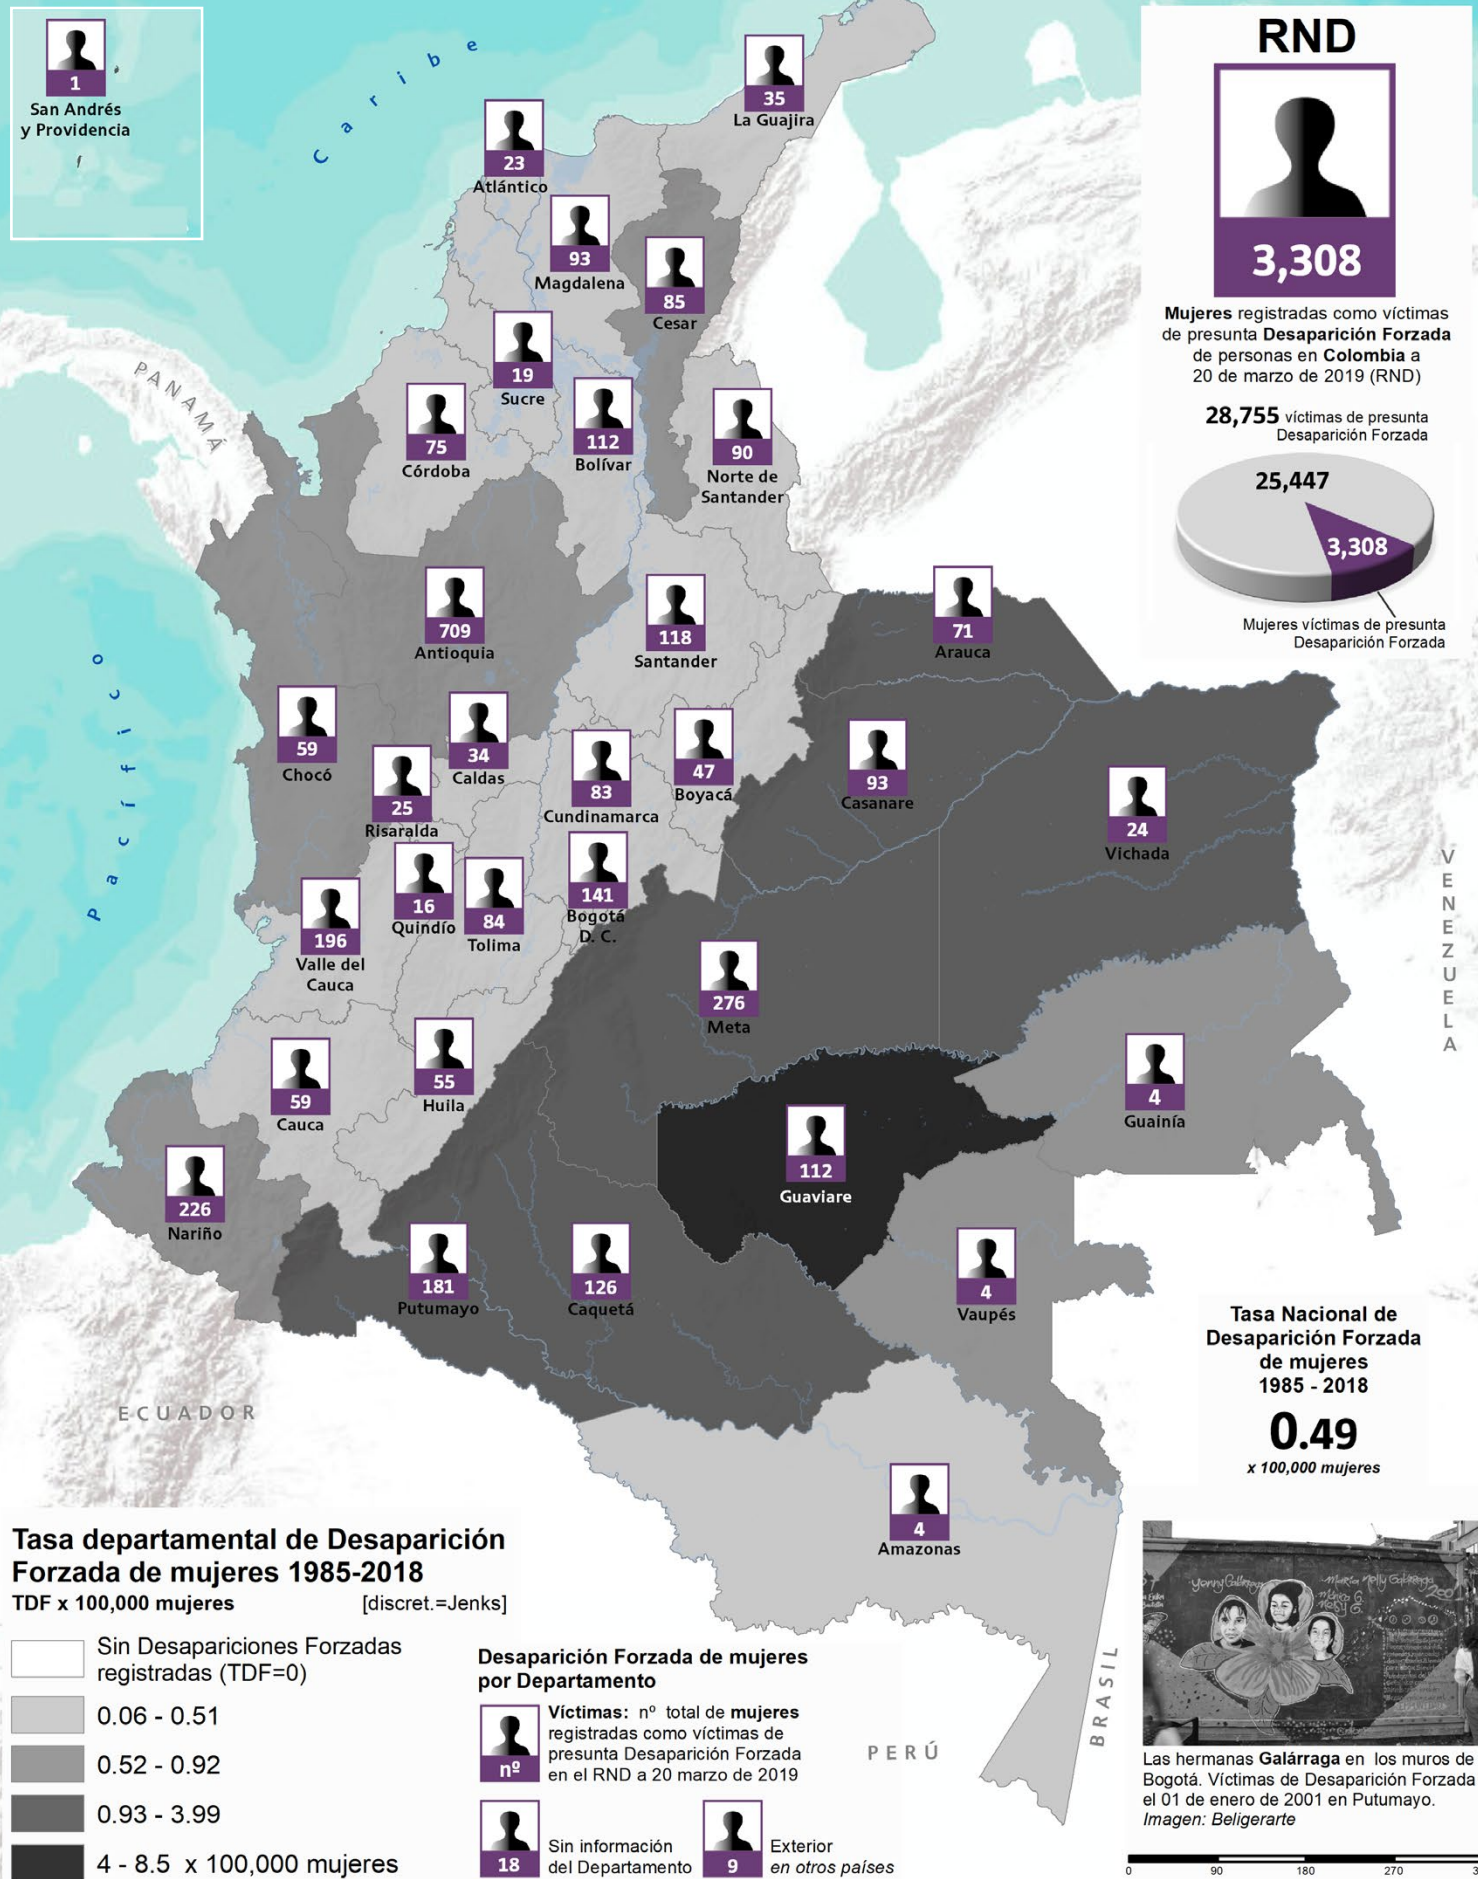 1
San Andrés
y Providencia
Caribe
35
La Guajira
23
Atlántico
93
Magdalena
85
Cesar
19
Sucre
75
Córdoba
112
Bolívar
90
Norte de
Santander
PANAMÁ
709
Antioquia
118
Santander
71
Arauca
Pacífico
59
Chocó
34
Caldas
25
Risaralda
83
Cundinamarca
47
Boyacá
93
Casanare
24
Vichada
16
Quindío
84
Tolima
141
Bogotá
D. C.
196
Valle del
Cauca
276
Meta
VENEZUELA
59
Cauca
55
Huila
4
Guainía
112
Guaviare
226
Nariño
181
Putumayo
126
Caquetá
4
Vaupés
ECUADOR
4
Amazonas
PERÚ
BRASIL
RND
3,308
Mujeres registradas como víctimas
de presunta Desaparición Forzada
de personas en Colombia a
20 de marzo de 2019 (RND)
28,755 víctimas de presunta
Desaparición Forzada
25,447
3,308
Mujeres víctimas de presunta
Desaparición Forzada
Tasa Nacional de
Desaparición Forzada
de mujeres
1985 - 2018
0.49
x 100,000 mujeres
Tasa departamental de Desaparición
Forzada de mujeres 1985-2018
TDF x 100,000 mujeres [discret.=Jenks]
Sin Desapariciones Forzadas
registradas (TDF=0)
0.06 - 0.51
0.52 - 0.92
0.93 - 3.99
4 - 8.5 x 100,000 mujeres
Desaparición Forzada de mujeres
por Departamento
nº
Víctimas: nº total de mujeres
registradas como víctimas de
presunta Desaparición Forzada
en el RND a 20 marzo de 2019
18
Sin información
del Departamento
9
Exterior
en otros países
Las hermanas Galárraga en los muros de
Bogotá. Víctimas de Desaparición Forzada
el 01 de enero de 2001 en Putumayo.
Imagen: Beligerarte
0 90 180 270